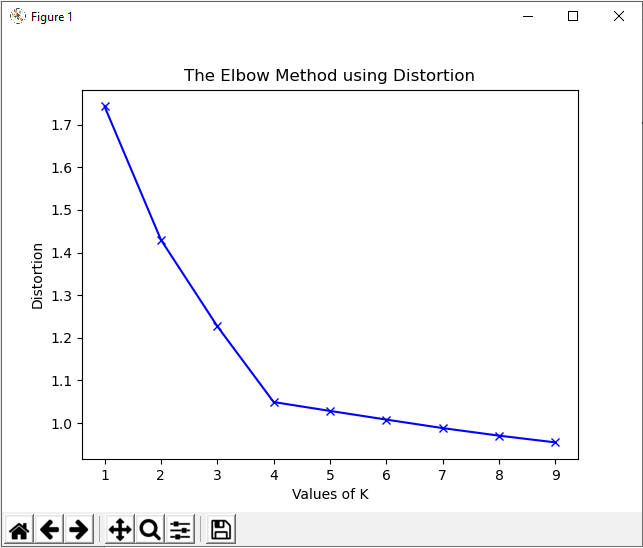 Figure 1
The Elbow Method using Distortion
1.7
1.6
1.5
1.4
1.3
1.2
1.1
1.0
Distortion
1 2 3 4 5 6 7 8 9
Values of K